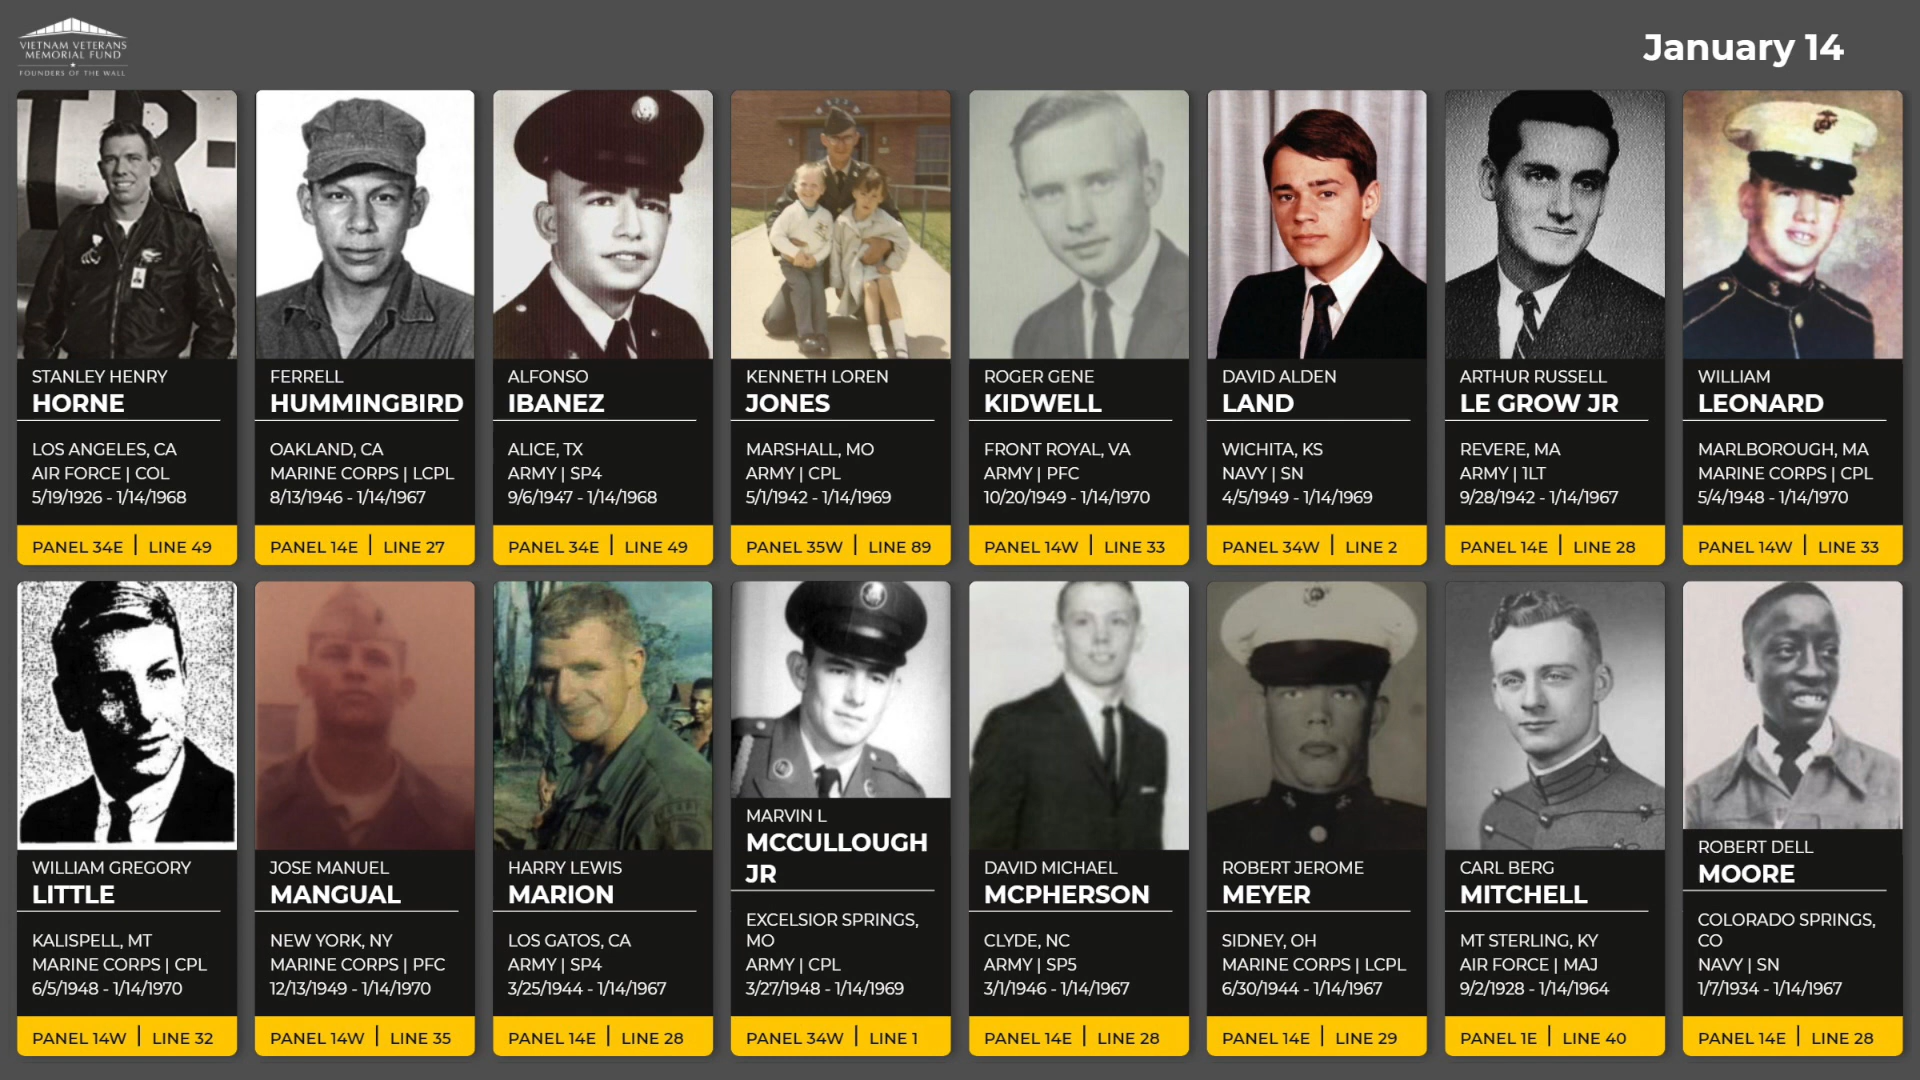 VIETNAM VETERANS
MEMORIAL FUND
FOUNDERS OF THE WALL
January 14
STANLEY HENRY
HORNE
LOS ANGELES, CA
AIR FORCE | COL
5/19/1926 - 1/14/1968
PANEL 34E | LINE 49
FERRELL
HUMMINGBIRD
OAKLAND, CA
MARINE CORPS | LCPL
8/13/1946 - 1/14/1967
PANEL 14E | LINE 27
ALFONSO
IBANEZ
ALICE, TX
ARMY | SP4
9/6/1947 - 1/14/1968
PANEL 34E | LINE 49
KENNETH LOREN
JONES
MARSHALL, MO
ARMY | CPL
5/1/1942 - 1/14/1969
PANEL 35W | LINE 89
ROGER GENE
KIDWELL
FRONT ROYAL, VA
ARMY | PFC
10/20/1949 - 1/14/1970
PANEL 14W | LINE 33
DAVID ALDEN
LAND
WICHITA, KS
NAVY | SN
4/5/1949 - 1/14/1969
PANEL 34W | LINE 2
ARTHUR RUSSELL
LE GROW JR
REVERE, MA
ARMY | 1LT
9/28/1942 - 1/14/1967
PANEL 14E | LINE 28
WILLIAM
LEONARD
MARLBOROUGH, MA
MARINE CORPS | CPL
5/4/1948 - 1/14/1970
PANEL 14W | LINE 33
WILLIAM GREGORY
LITTLE
KALISPELL, MT
MARINE CORPS | CPL
6/5/1948 - 1/14/1970
PANEL 14W | LINE 32
JOSE MANUEL
MANGUAL
NEW YORK, NY
MARINE CORPS | PFC
12/13/1949 - 1/14/1970
PANEL 14W | LINE 35
HARRY LEWIS
MARION
LOS GATOS, CA
ARMY | SP4
3/25/1944 - 1/14/1967
PANEL 14E | LINE 28
MARVIN L
MCCULLOUGH
JR
EXCELSIOR SPRINGS,
MO
ARMY | CPL
3/27/1948 - 1/14/1969
PANEL 34W | LINE 1
DAVID MICHAEL
MCPHERSON
CLYDE, NC
ARMY | SP5
3/1/1946 - 1/14/1967
PANEL 14E | LINE 28
ROBERT JEROME
MEYER
SIDNEY, OH
MARINE CORPS | LCPL
6/30/1944 - 1/14/1967
PANEL 14E | LINE 29
CARL BERG
MITCHELL
MT STERLING, KY
AIR FORCE | MAJ
9/2/1928 - 1/14/1964
PANEL 1E | LINE 40
ROBERT DELL
MOORE
COLORADO SPRINGS,
CO
NAVY | SN
1/7/1934 - 1/14/1967
PANEL 14E | LINE 28